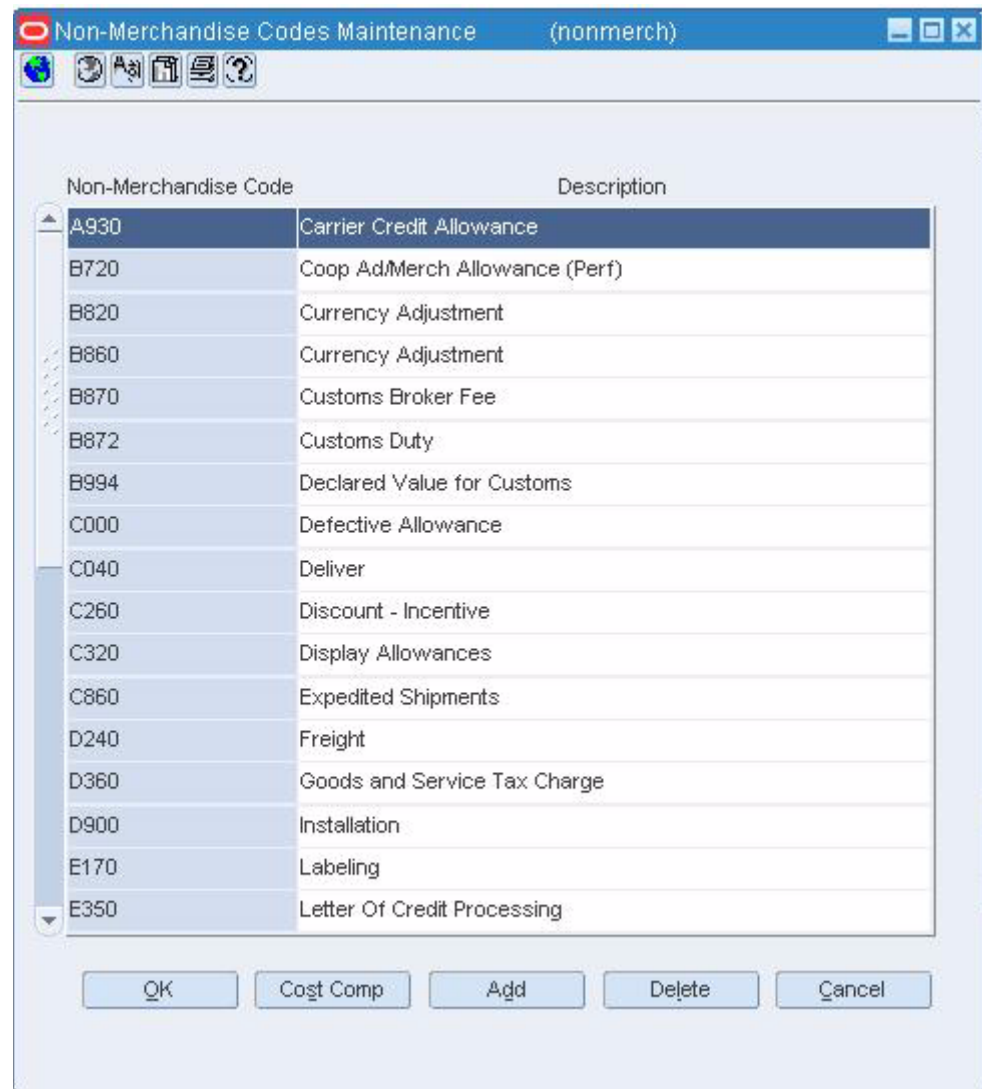 Non-Merchandise Codes Maintenance (nonmerch)
Non-Merchandise Code Description
A930 Carrier Credit Allowance
B720 Coop Ad/Merch Allowance (Perf)
B820 Currency Adjustment
B860 Currency Adjustment
B870 Customs Broker Fee
B872 Customs Duty
B994 Declared Value for Customs
C000 Defective Allowance
C040 Deliver
C260 Discount - Incentive
C320 Display Allowances
C860 Expedited Shipments
D240 Freight
D360 Goods and Service Tax Charge
D900 Installation
E170 Labeling
E350 Letter Of Credit Processing
OK Cost Comp Add Delete Cancel